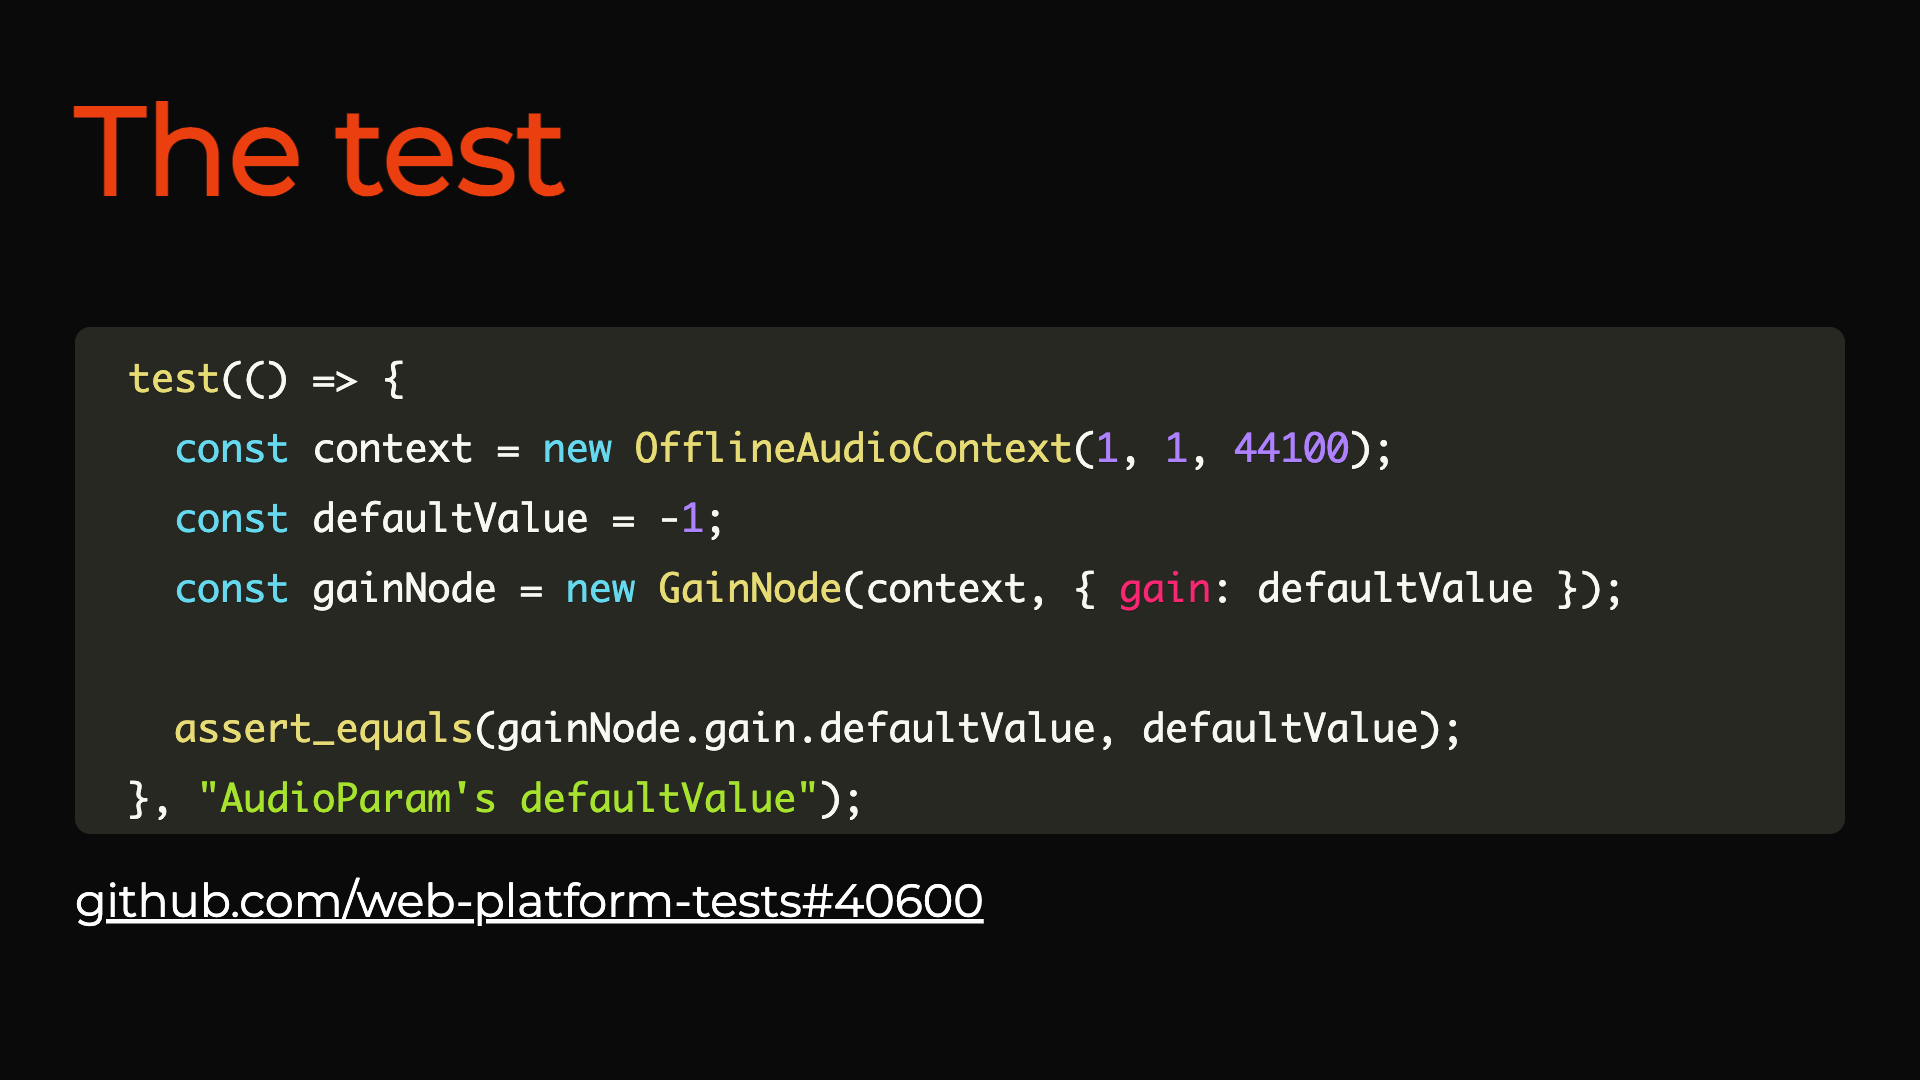 The test
test(() => {
  const context = new OfflineAudioContext(1, 1, 44100);
  const defaultValue = -1;
  const gainNode = new GainNode(context, { gain: defaultValue });
  assert_equals(gainNode.gain.defaultValue, defaultValue);
}, "AudioParam's defaultValue");
github.com/web-platform-tests#40600